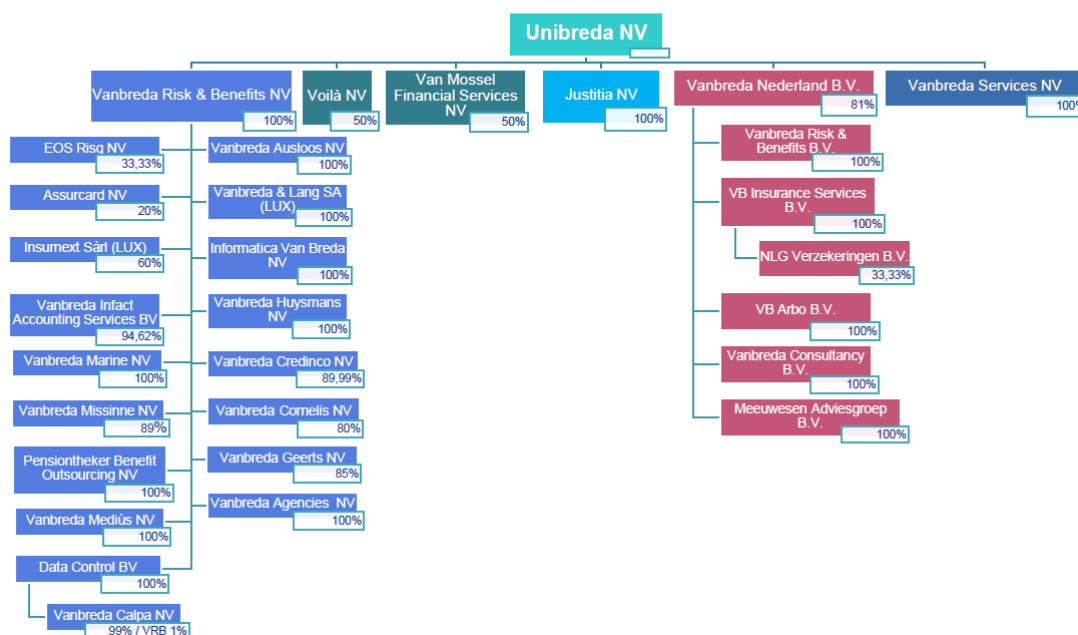 Unibreda NV
Vanbreda Risk & Benefits NV
100%
Voilà NV
50%
Van Mossel
Financial Services
NV
50%
Justitia NV
100%
Vanbreda Nederland B.V.
81%
Vanbreda Services NV
100%
EOS Risq NV
33,33%
Assurcard NV
20%
Insurnext Sàrl (LUX)
60%
Vanbreda Infact
Accounting Services BV
94,62%
Vanbreda Marine NV
100%
Vanbreda Missinne NV
89%
Pensiontheker Benefit
Outsourcing NV
100%
Vanbreda Mediùs NV
100%
Data Control BV
100%
Vanbreda Calpa NV
99% / VRB 1%
Vanbreda Ausloos NV
100%
Vanbreda & Lang SA
(LUX)
100%
Informatica Van Breda
NV
100%
Vanbreda Huysmans
NV
100%
Vanbreda Credinco NV
89,99%
Vanbreda Cornelis NV
80%
Vanbreda Geerts NV
85%
Vanbreda Agencies NV
100%
Vanbreda Risk &
Benefits B.V.
100%
VB Insurance Services
B.V.
100%
NLG Verzekeringen B.V.
33,33%
VB Arbo B.V.
100%
Vanbreda Consultancy
B.V.
100%
Meeuwesen Adviesgroep
B.V.
100%